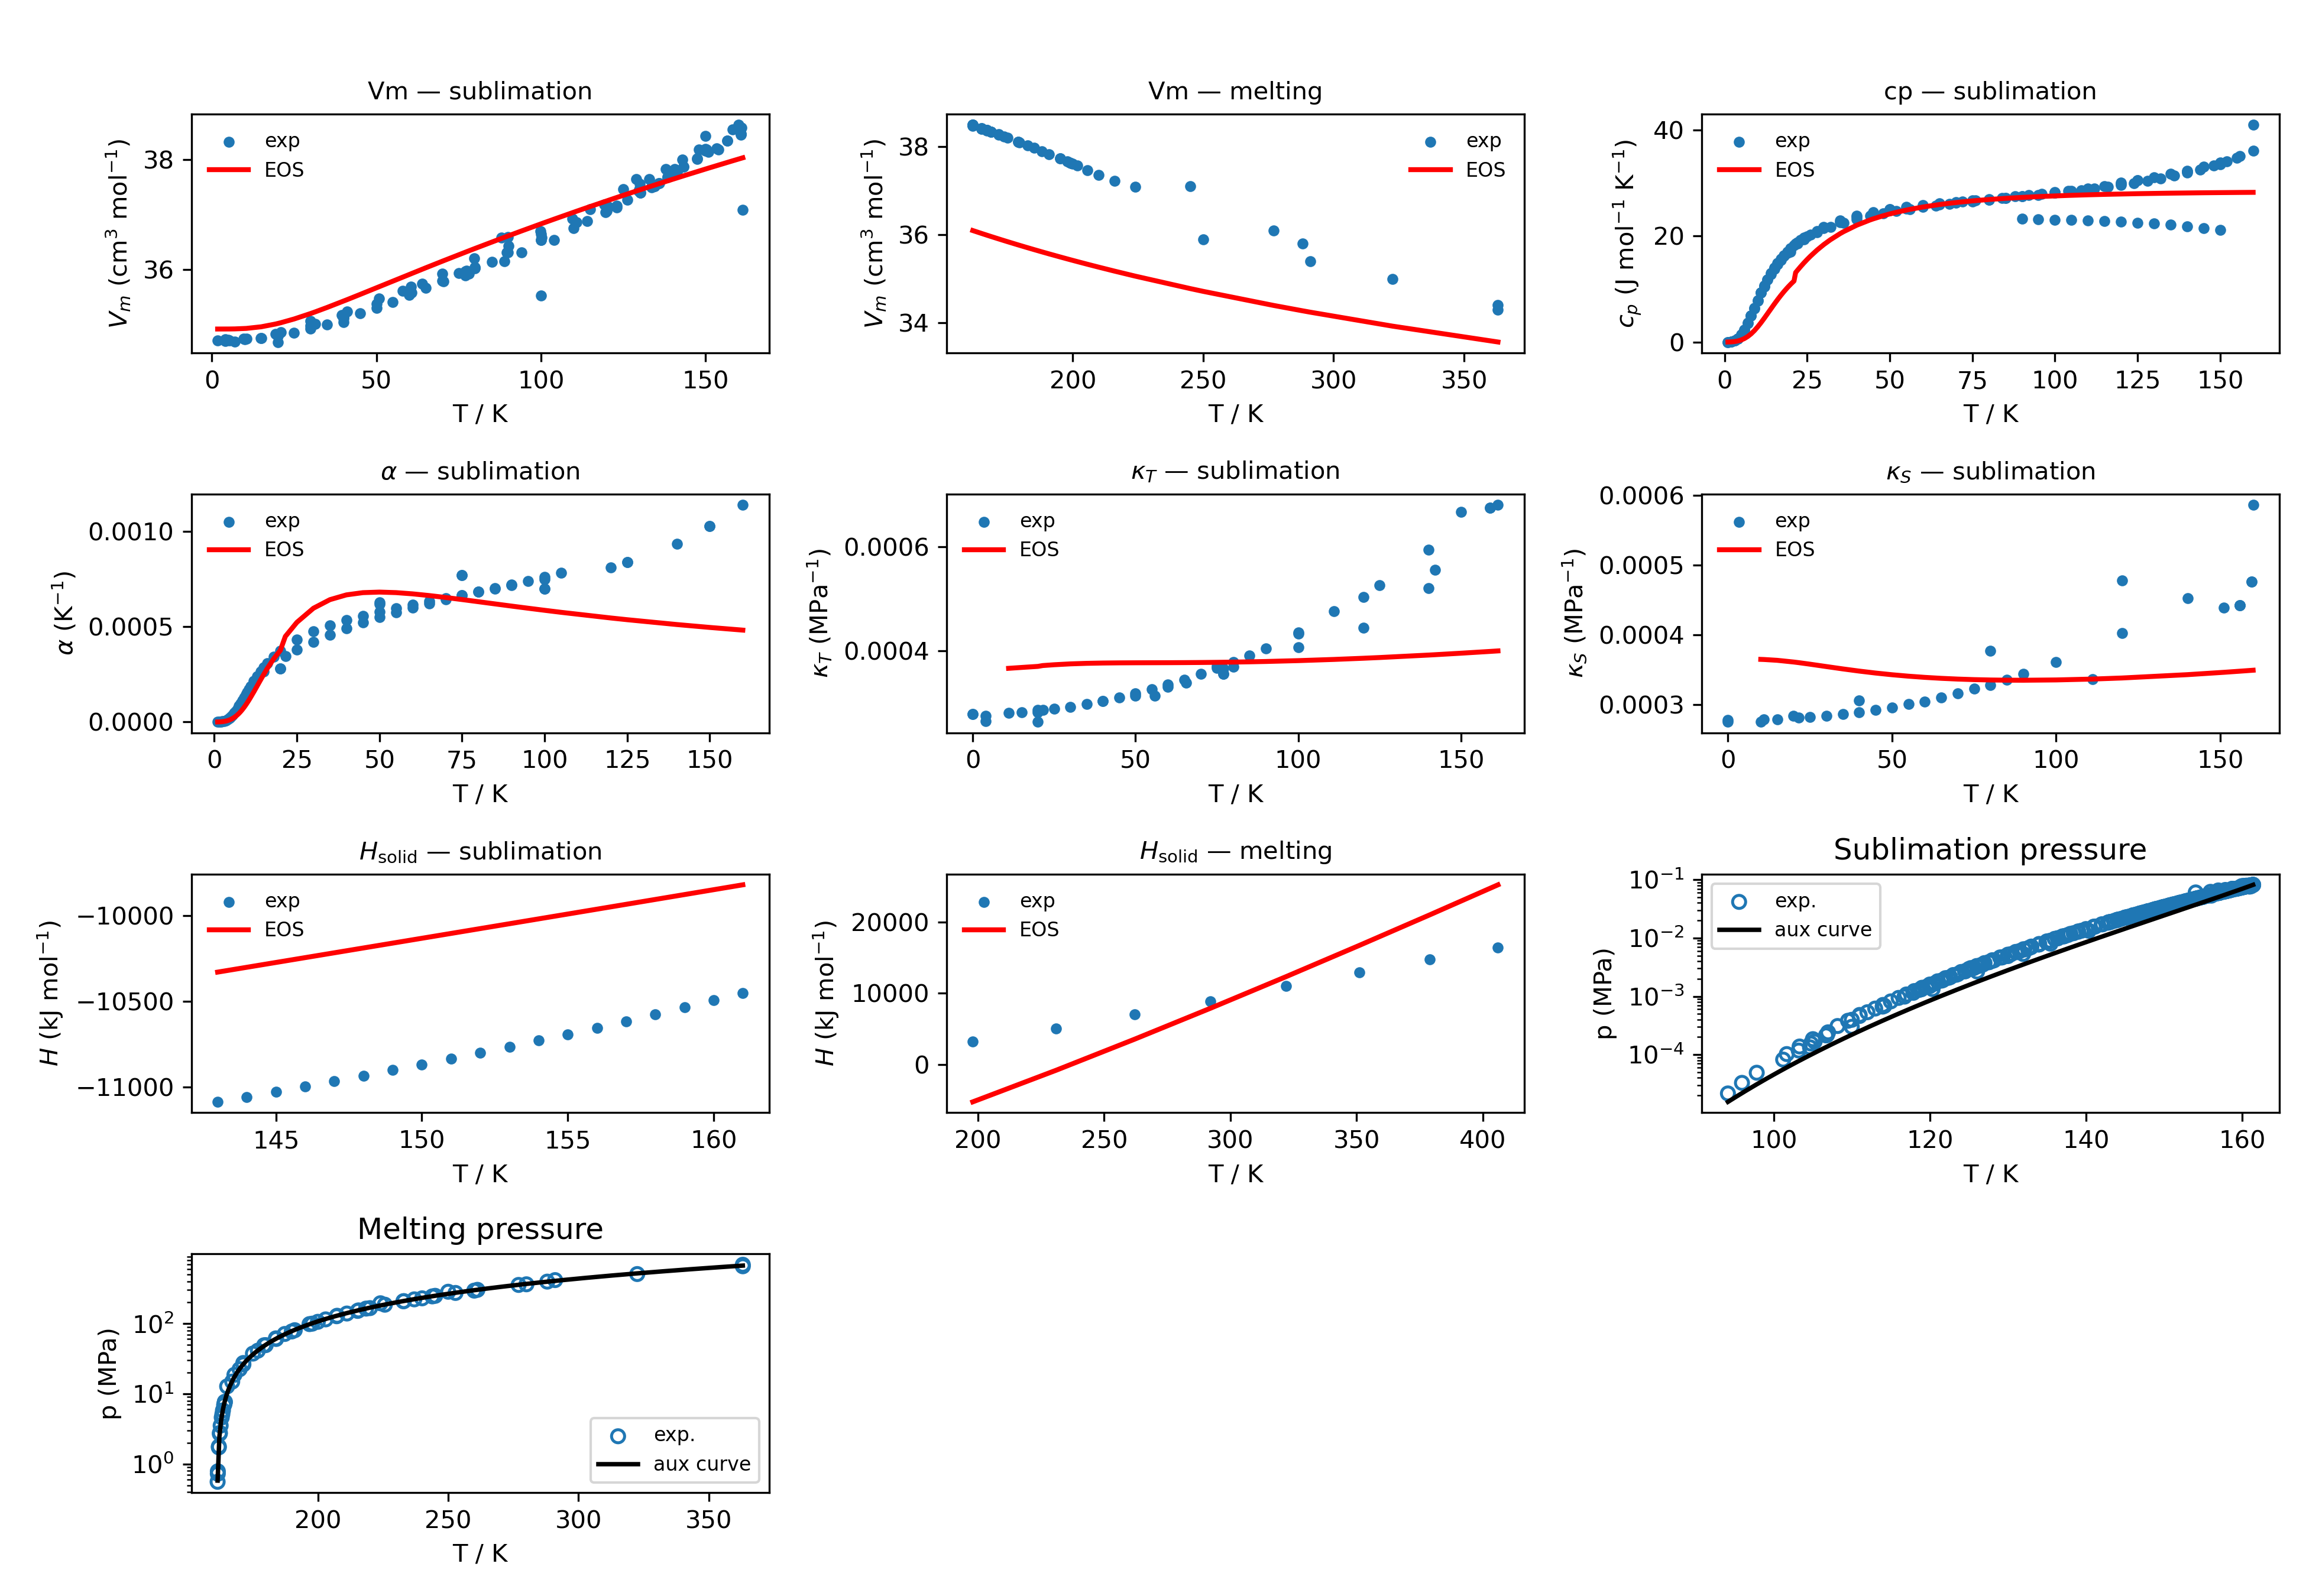 Vm — sublimation
exp
EOS
38
36
0
50
100
150
V_m (cm³ mol⁻¹)
T / K
Vm — melting
exp
EOS
38
36
34
200
250
300
350
V_m (cm³ mol⁻¹)
T / K
cp — sublimation
exp
EOS
40
20
0
0
25
50
75
100
125
150
c_p (J mol⁻¹ K⁻¹)
T / K
α — sublimation
exp
EOS
0.0010
0.0005
0.0000
0
25
50
75
100
125
150
α (K⁻¹)
T / K
κ_T — sublimation
exp
EOS
0.0006
0.0004
0
50
100
150
κ_T (MPa⁻¹)
T / K
κ_S — sublimation
exp
EOS
0.0006
0.0005
0.0004
0.0003
0
50
100
150
κ_S (MPa⁻¹)
T / K
H_solid — sublimation
exp
EOS
−10000
−10500
−11000
145
150
155
160
H (kJ mol⁻¹)
T / K
H_solid — melting
exp
EOS
20000
10000
0
200
250
300
350
400
H (kJ mol⁻¹)
T / K
Sublimation pressure
exp.
aux curve
10⁻¹
10⁻²
10⁻³
10⁻⁴
100
120
140
160
p (MPa)
T / K
Melting pressure
exp.
aux curve
10²
10¹
10⁰
200
250
300
350
p (MPa)
T / K